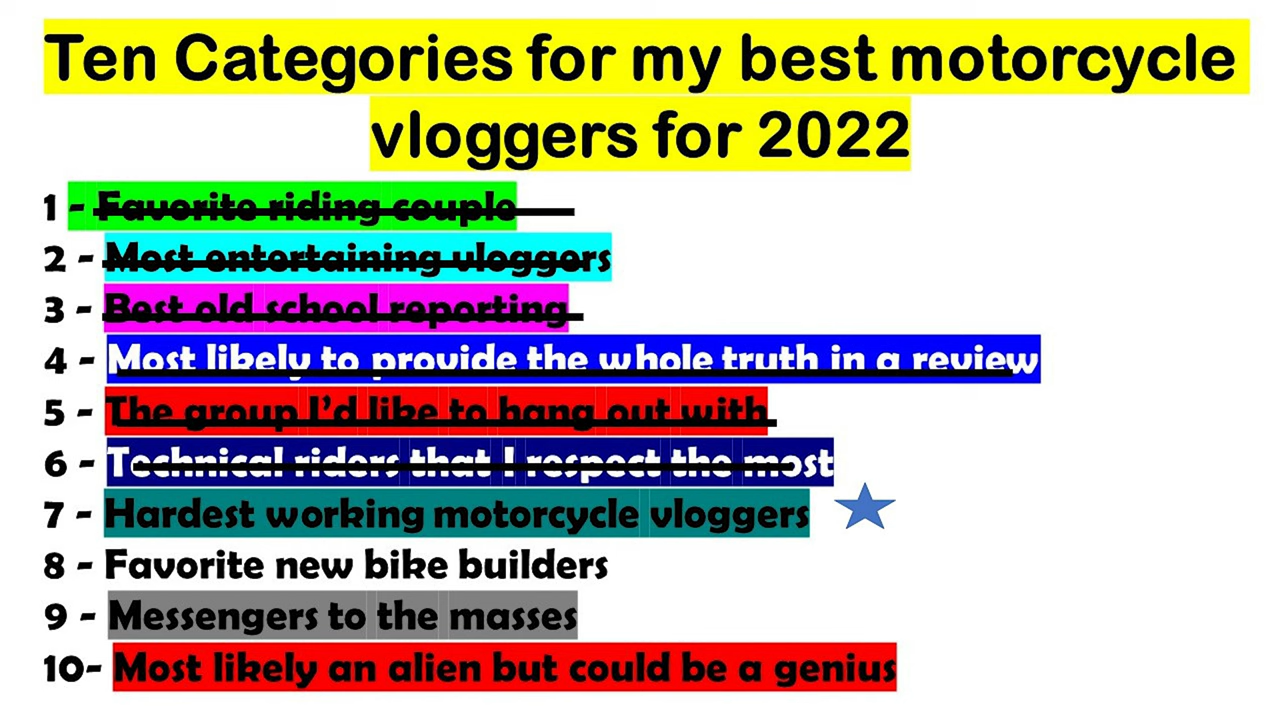 Ten Categories for my best motorcycle
vloggers for 2022
1 - Favorite riding couple
2 - Most entertaining vloggers
3 - Best old school reporting
4 - Most likely to provide the whole truth in a review
5 - The group I'd like to hang out with
6 - Technical riders that I respect the most
7 - Hardest working motorcycle vloggers
8 - Favorite new bike builders
9 - Messengers to the masses
10- Most likely an alien but could be a genius